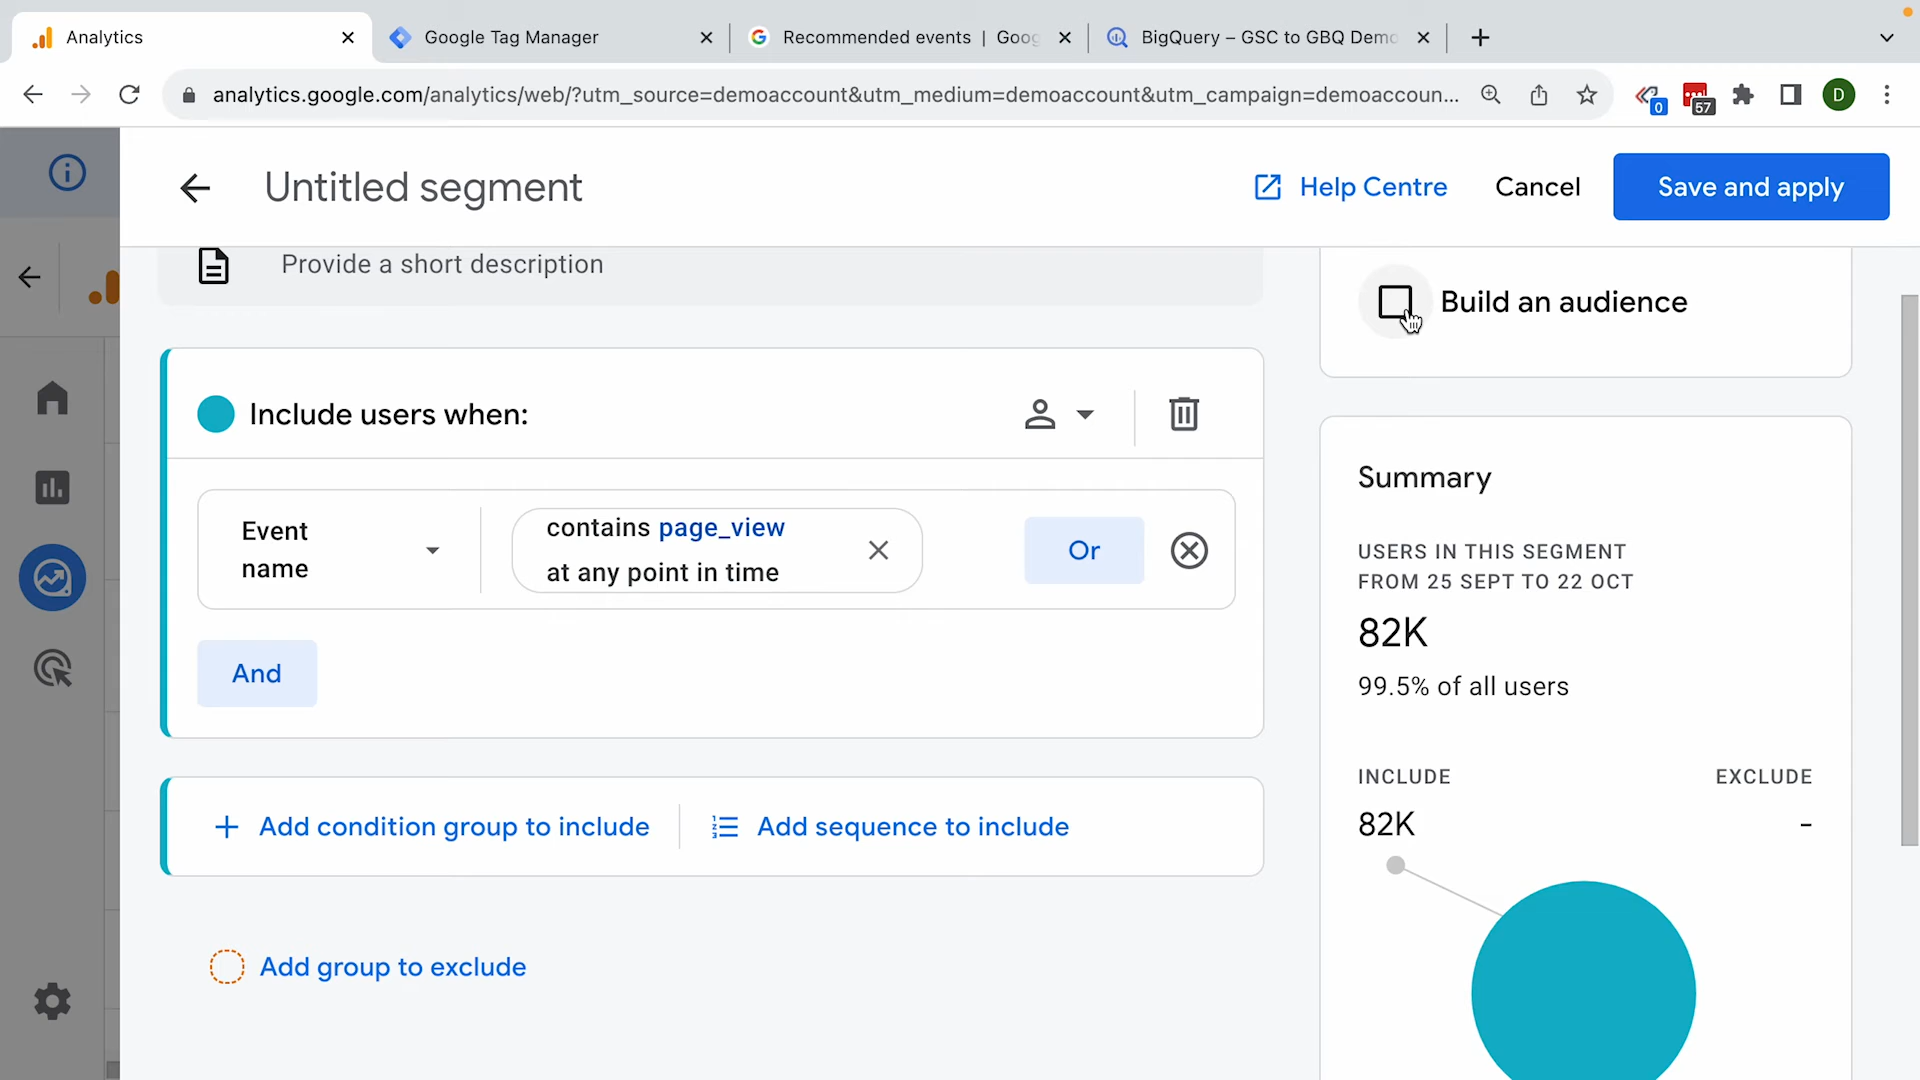 Analytics
Google Tag Manager
Recommended events | Goog
BigQuery – GSC to GBQ Demo
analytics.google.com/analytics/web/?utm_source=demoaccount&utm_medium=demoaccount&utm_campaign=demoaccoun...
0
57
D
Untitled segment
Help Centre
Cancel
Save and apply
Provide a short description
Build an audience
Include users when:
Event
name
contains page_view
at any point in time
Or
And
Add condition group to include
Add sequence to include
Add group to exclude
Summary
USERS IN THIS SEGMENT
FROM 25 SEPT TO 22 OCT
82K
99.5% of all users
INCLUDE
EXCLUDE
82K
-